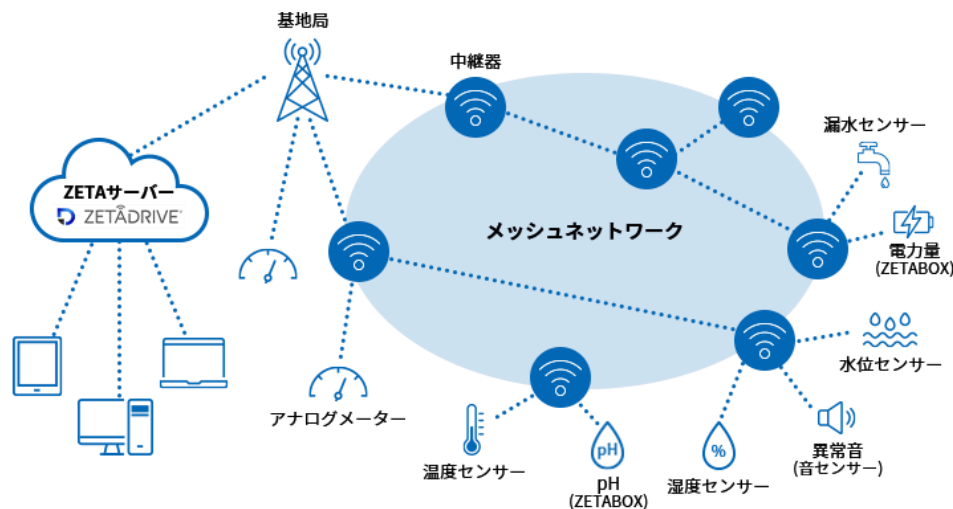 基地局
中継器
漏水センサー
ZETAサーバー
ZETADRIVE
メッシュネットワーク
電力量
(ZETABOX)
水位センサー
アナログメーター
温度センサー
pH
pH
(ZETABOX)
%
湿度センサー
異常音
(音センサー)